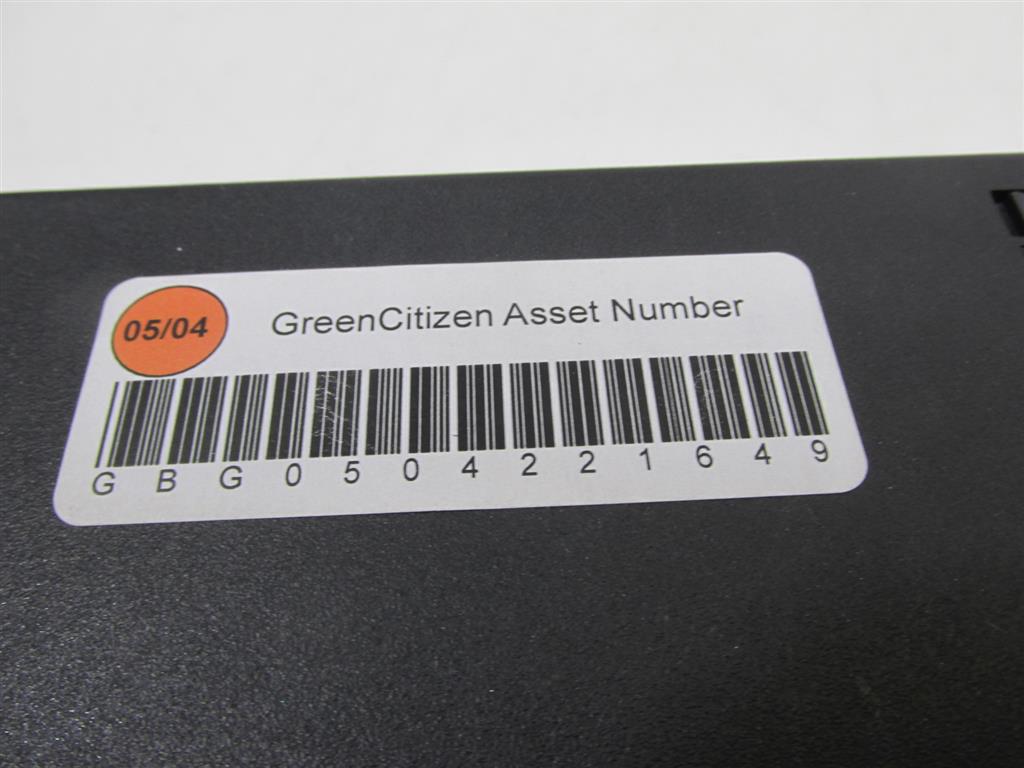 05/04
GreenCitizen Asset Number
G B G 0 5 0 4 2 2 1 6 4 9